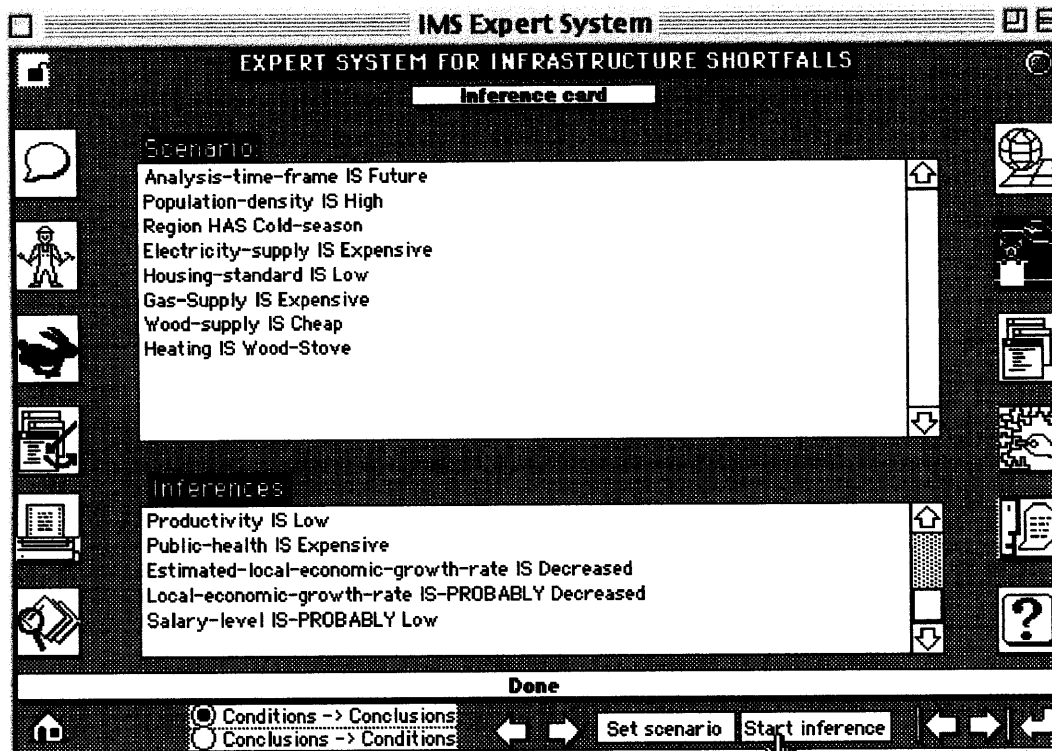 IMS Expert System
EXPERT SYSTEM FOR INFRASTRUCTURE SHORTFALLS
Inference card
Scenario
Analysis-time-frame IS Future
Population-density IS High
Region HAS Cold-season
Electricity-supply IS Expensive
Housing-standard IS Low
Gas-Supply IS Expensive
Wood-supply IS Cheap
Heating IS Wood-Stove
Inferences
Productivity IS Low
Public-health IS Expensive
Estimated-local-economic-growth-rate IS Decreased
Local-economic-growth-rate IS-PROBABLY Decreased
Salary-level IS-PROBABLY Low
?
Done
Conditions -> Conclusions
Conclusions -> Conditions
Set scenario
Start inference